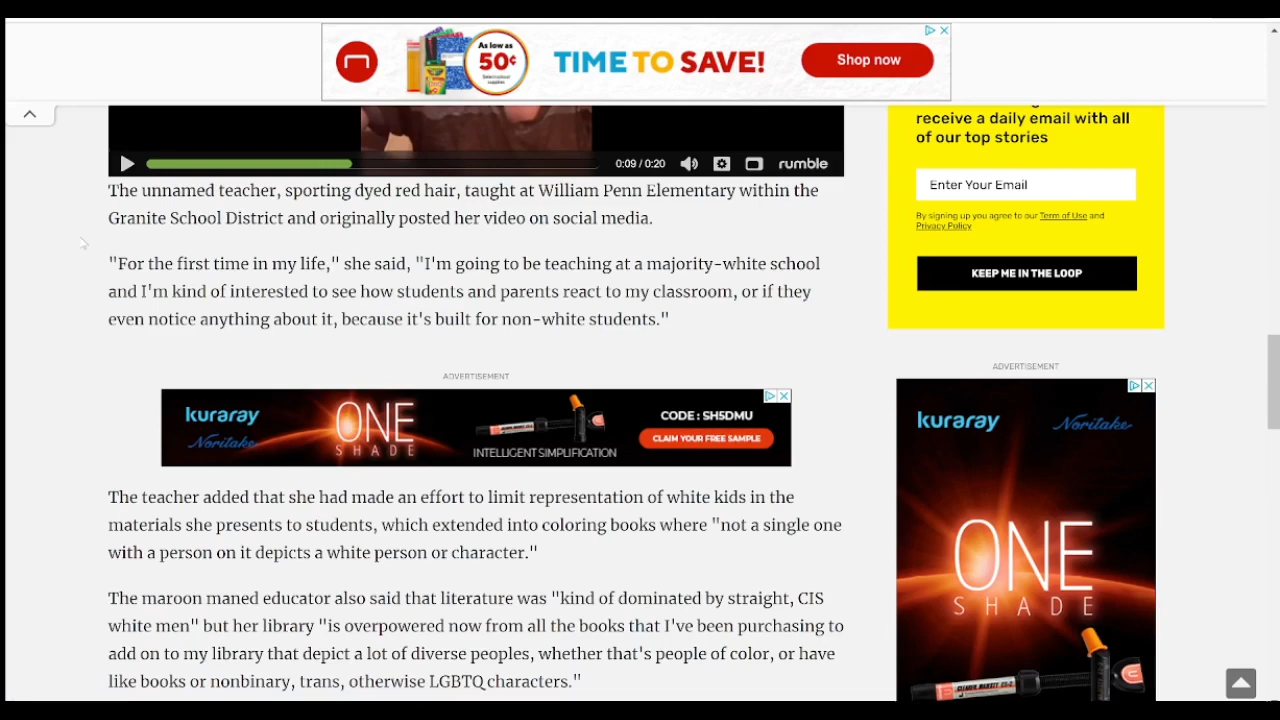 As low as
50¢
TIME TO SAVE!
Shop now
receive a daily email with all
of our top stories
Enter Your Email
By signing up you agree to our Term of Use and
Privacy Policy
KEEP ME IN THE LOOP
0:09 / 0:20
rumble
The unnamed teacher, sporting dyed red hair, taught at William Penn Elementary within the
Granite School District and originally posted her video on social media.
"For the first time in my life," she said, "I'm going to be teaching at a majority-white school
and I'm kind of interested to see how students and parents react to my classroom, or if they
even notice anything about it, because it's built for non-white students."
ADVERTISEMENT
kuraray
Noritake
ONE
SHADE
INTELLIGENT SIMPLIFICATION
CODE : SH5DMU
CLAIM YOUR FREE SAMPLE
The teacher added that she had made an effort to limit representation of white kids in the
materials she presents to students, which extended into coloring books where "not a single one
with a person on it depicts a white person or character."
The maroon maned educator also said that literature was "kind of dominated by straight, CIS
white men" but her library "is overpowered now from all the books that I've been purchasing to
add on to my library that depict a lot of diverse peoples, whether that's people of color, or have
like books or nonbinary, trans, otherwise LGBTQ characters."
ADVERTISEMENT
kuraray
Noritake
ONE
SHADE